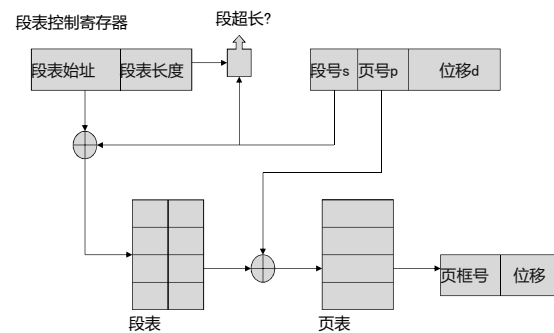 段超长?
段表控制寄存器
段表始址 段表长度 段号s 页号p 位移d
页框号 位移
段表 页表